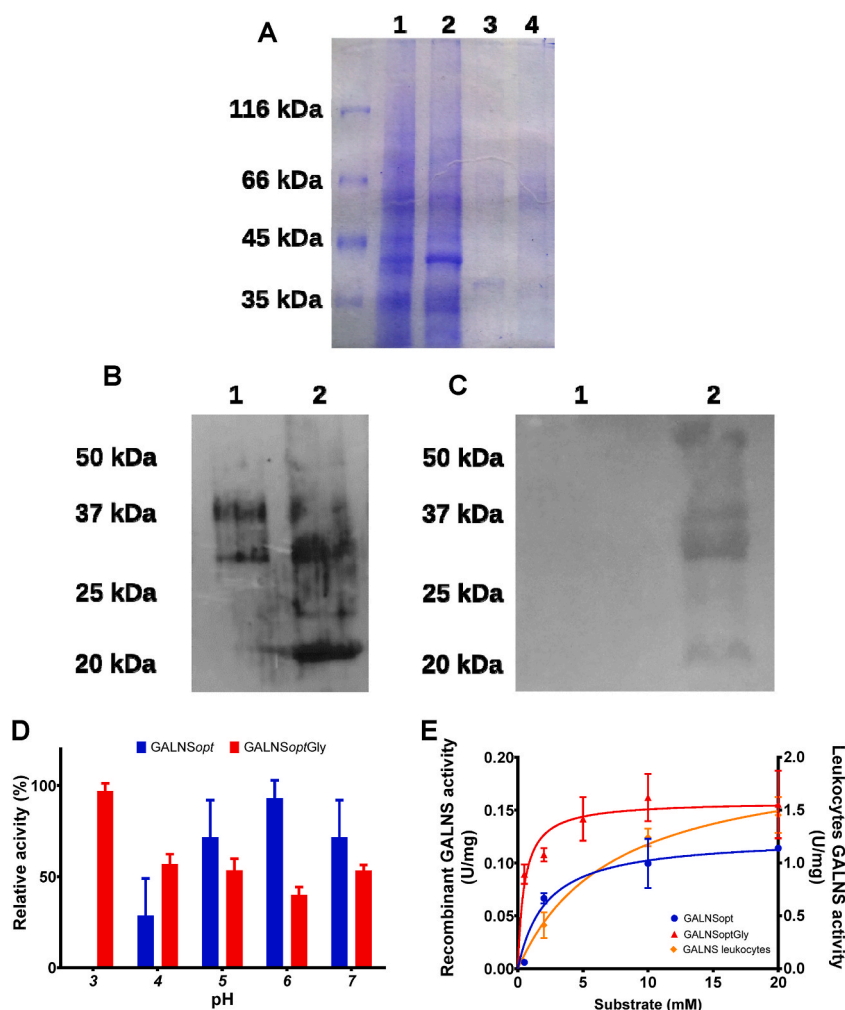 A
1 2 3 4
116 kDa
66 kDa
45 kDa
35 kDa
B
1 2
50 kDa
37 kDa
25 kDa
20 kDa
C
1 2
50 kDa
37 kDa
25 kDa
20 kDa
D
GALNSopt GALNSoptGly
Relative acivity (%)
100
50
0
3 4 5 6 7
pH
E
Recombinant GALNS activity
(U/mg)
0.20
0.15
0.10
0.05
0.00
Leukocytes GALNS activity
(U/mg)
2.0
1.5
1.0
0.5
0.0
GALNSopt
GALNSoptGly
GALNS leukocytes
0 5 10 15 20
Substrate (mM)